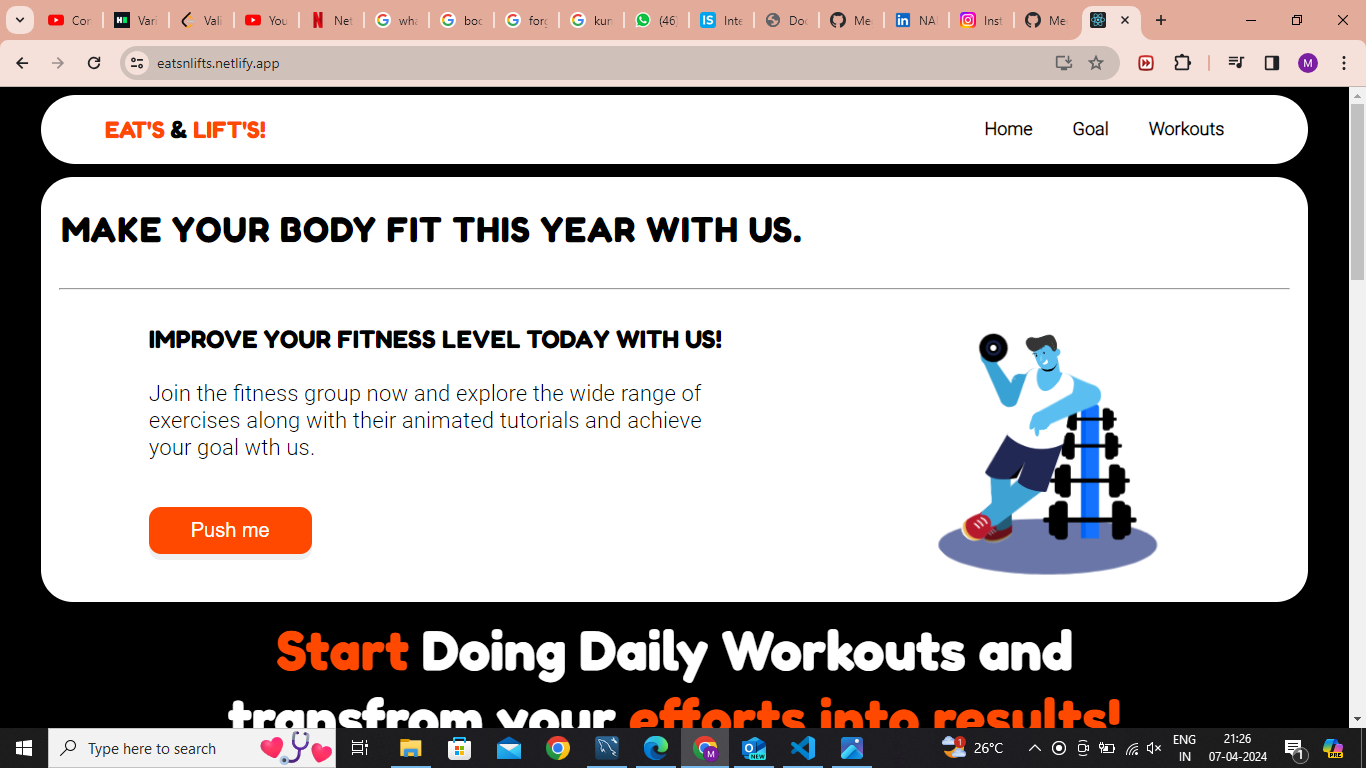 Cor
Vari
Vali
You
Net
wha
boc
forg
kun
(46)
Inte
Doc
Me
NA
Inst
Me
eatsnlifts.netlify.app
M
EAT'S & LIFT'S!
Home
Goal
Workouts
MAKE YOUR BODY FIT THIS YEAR WITH US.
IMPROVE YOUR FITNESS LEVEL TODAY WITH US!
Join the fitness group now and explore the wide range of
exercises along with their animated tutorials and achieve
your goal wth us.
Push me
Start Doing Daily Workouts and
transfrom your efforts into results!
Type here to search
26°C
ENG
IN
21:26
07-04-2024
1
PRE